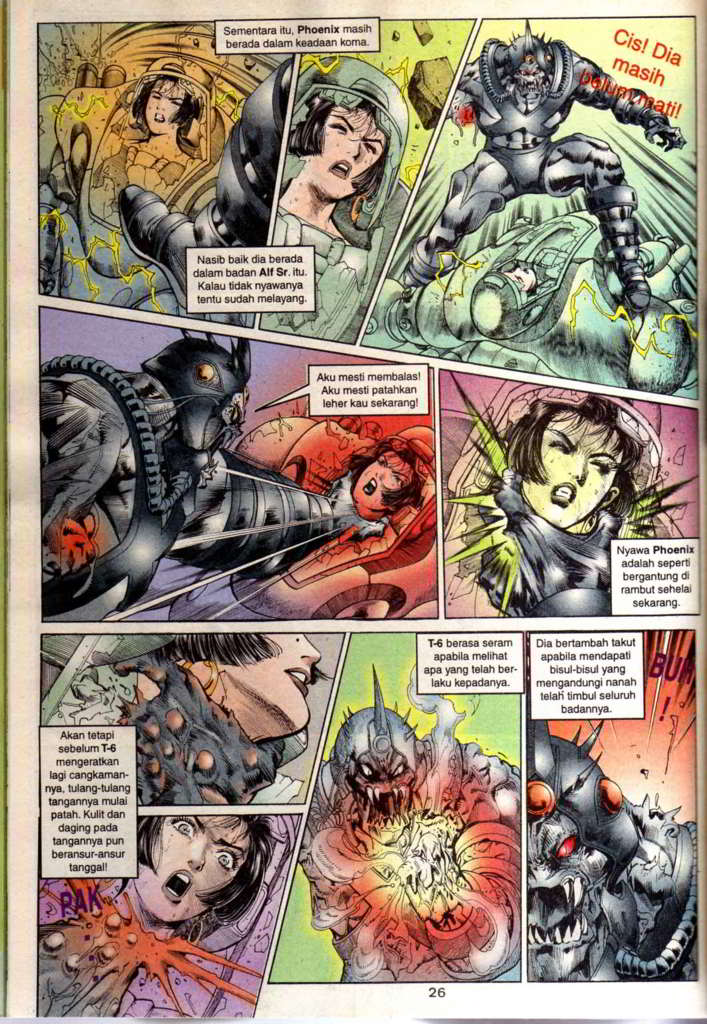 Sementara itu, Phoenix masih
berada dalam keadaan koma.
Nasib baik dia berada
dalam badan Alf Sr. itu.
Kalau tidak nyawanya
tentu sudah melayang.
Cis! Dia
masih
belum mati!
Aku mesti membalas!
Aku mesti patahkan
leher kau sekarang!
Nyawa Phoenix
adalah seperti
bergantung di
rambut sehelai
sekarang.
Akan tetapi
sebelum T-6
mengeratkan
lagi cangkaman-
nya, tulang-tulang
tangannya mulai
patah. Kulit dan
daging pada
tangannya pun
beransur-ansur
tanggal!
PAK
T-6 berasa seram
apabila melihat
apa yang telah ber-
laku kepadanya.
Dia bertambah takut
apabila mendapati
bisul-bisul yang
mengandungi nanah
telah timbul seluruh
badannya.
26